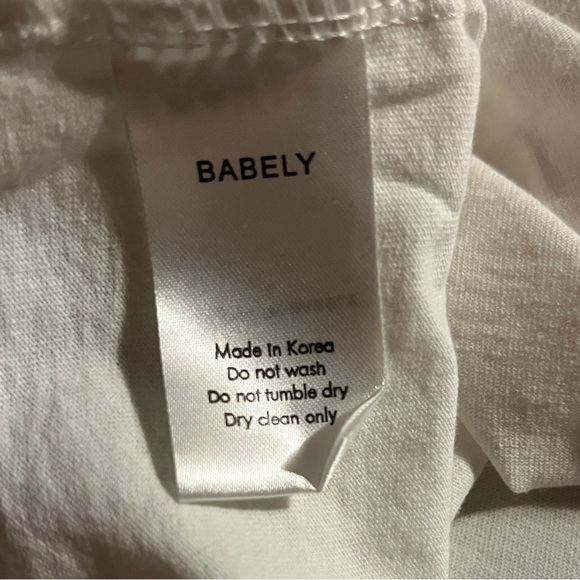 BABELY
Made in Korea
Do not wash
Do not tumble dry
Dry clean only